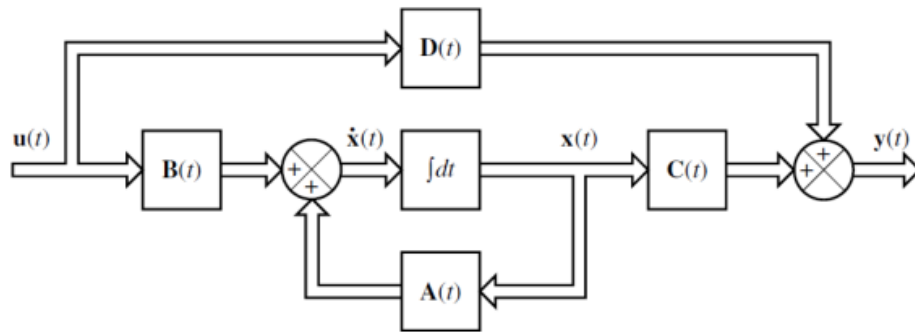 D(t)
u(t)
B(t)
+
+
ẋ(t)
∫dt
x(t)
C(t)
+
+
y(t)
A(t)